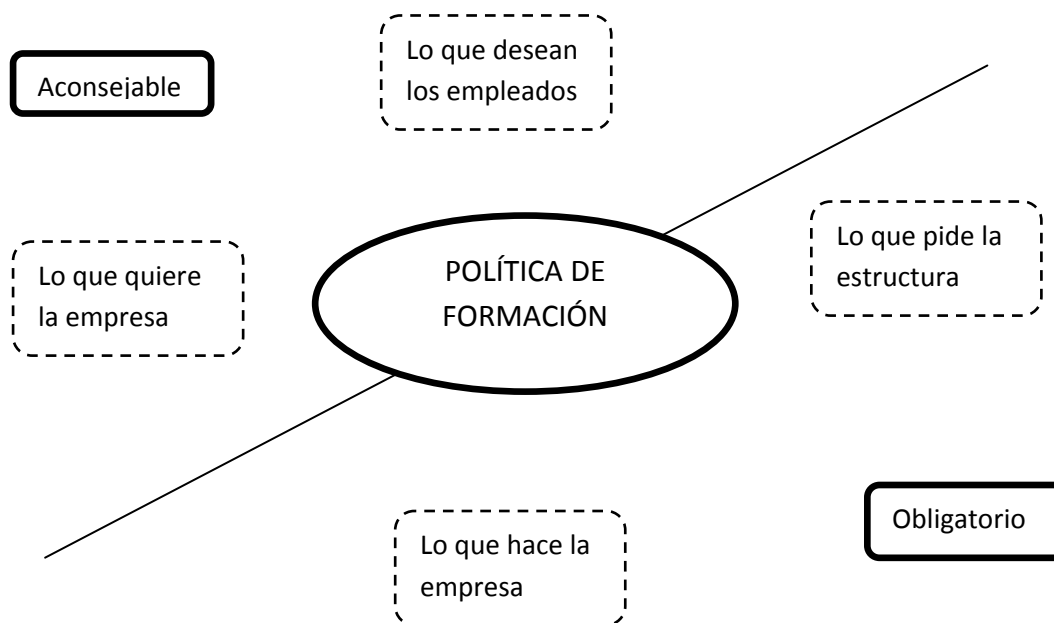 Lo que desean
los empleados
Aconsejable
Lo que pide la
estructura
Lo que quiere
la empresa
POLÍTICA DE
FORMACIÓN
Obligatorio
Lo que hace la
empresa